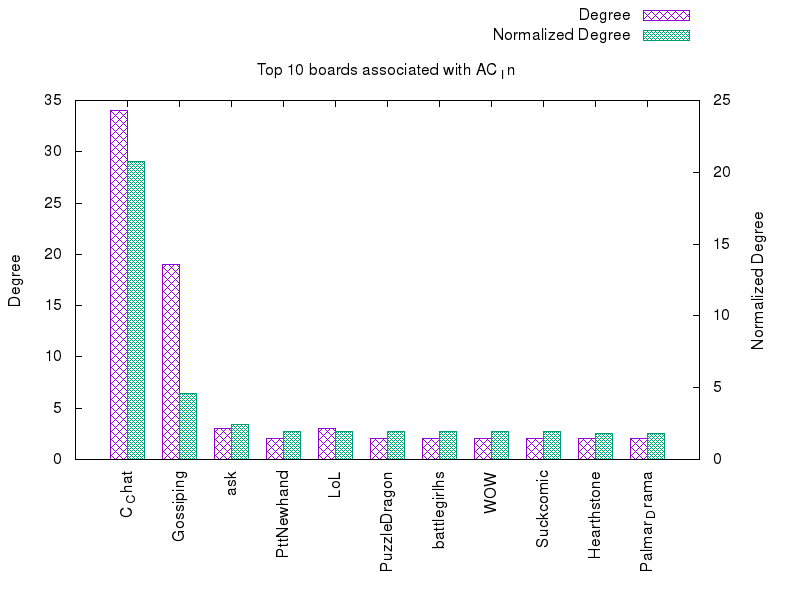 Degree
Normalized Degree
Top 10 boards associated with AC_In
35
30
25
20
15
10
5
0
25
20
15
10
5
0
Degree
Normalized Degree
C_Chat
Gossiping
ask
PttNewhand
LoL
PuzzleDragon
battlegirlhs
WOW
Suckcomic
Hearthstone
Palmar_Drama